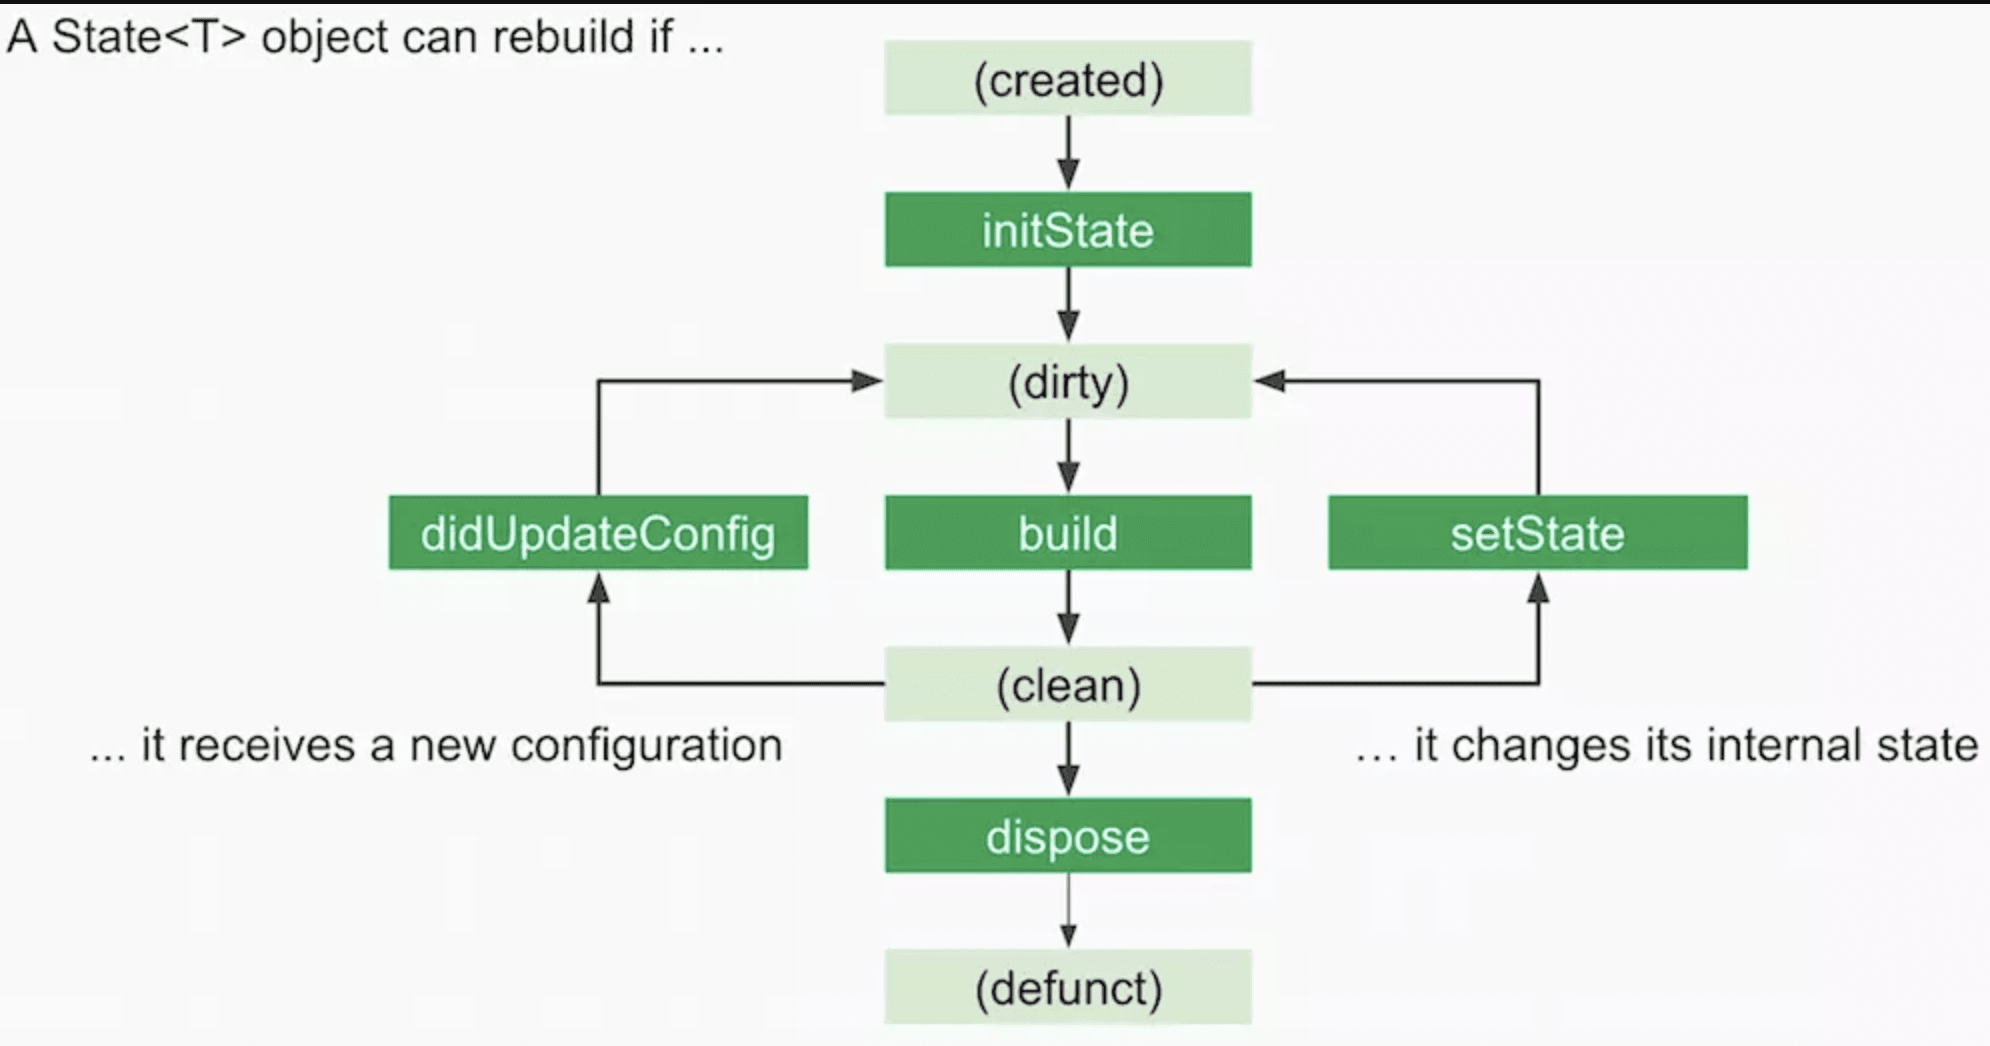 A State<T> object can rebuild if ...
(created)
initState
(dirty)
didUpdateConfig
build
setState
(clean)
... it receives a new configuration
... it changes its internal state
dispose
(defunct)